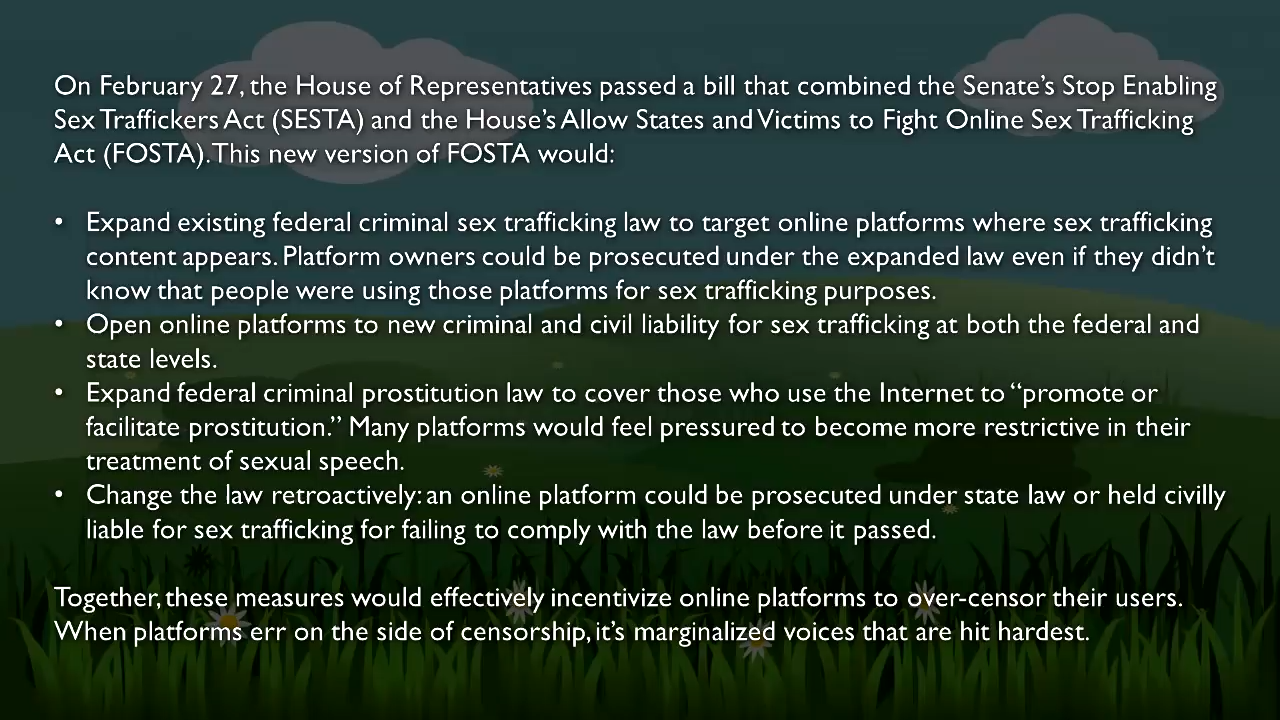 On February 27, the House of Representatives passed a bill that combined the Senate’s Stop Enabling
Sex Traffickers Act (SESTA) and the House’s Allow States and Victims to Fight Online Sex Trafficking
Act (FOSTA). This new version of FOSTA would:
• Expand existing federal criminal sex trafficking law to target online platforms where sex trafficking
content appears. Platform owners could be prosecuted under the expanded law even if they didn’t
know that people were using those platforms for sex trafficking purposes.
• Open online platforms to new criminal and civil liability for sex trafficking at both the federal and
state levels.
• Expand federal criminal prostitution law to cover those who use the Internet to “promote or
facilitate prostitution.” Many platforms would feel pressured to become more restrictive in their
treatment of sexual speech.
• Change the law retroactively: an online platform could be prosecuted under state law or held civilly
liable for sex trafficking for failing to comply with the law before it passed.
Together, these measures would effectively incentivize online platforms to over-censor their users.
When platforms err on the side of censorship, it’s marginalized voices that are hit hardest.